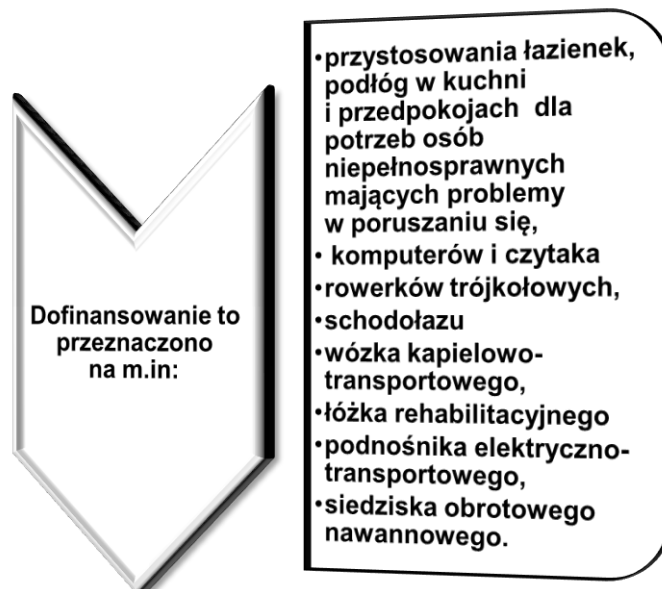 Dofinansowanie to
przeznaczono
na m.in:
•przystosowania łazienek,
podłóg w kuchni
i przedpokojach dla
potrzeb osób
niepełnosprawnych
mających problemy
w poruszaniu się,
• komputerów i czytaka
•rowerków trójkołowych,
•schodołazu
•wózka kapielowo-
transportowego,
•łóżka rehabilitacyjnego
•podnośnika elektryczno-
transportowego,
•siedziska obrotowego
nawannowego.